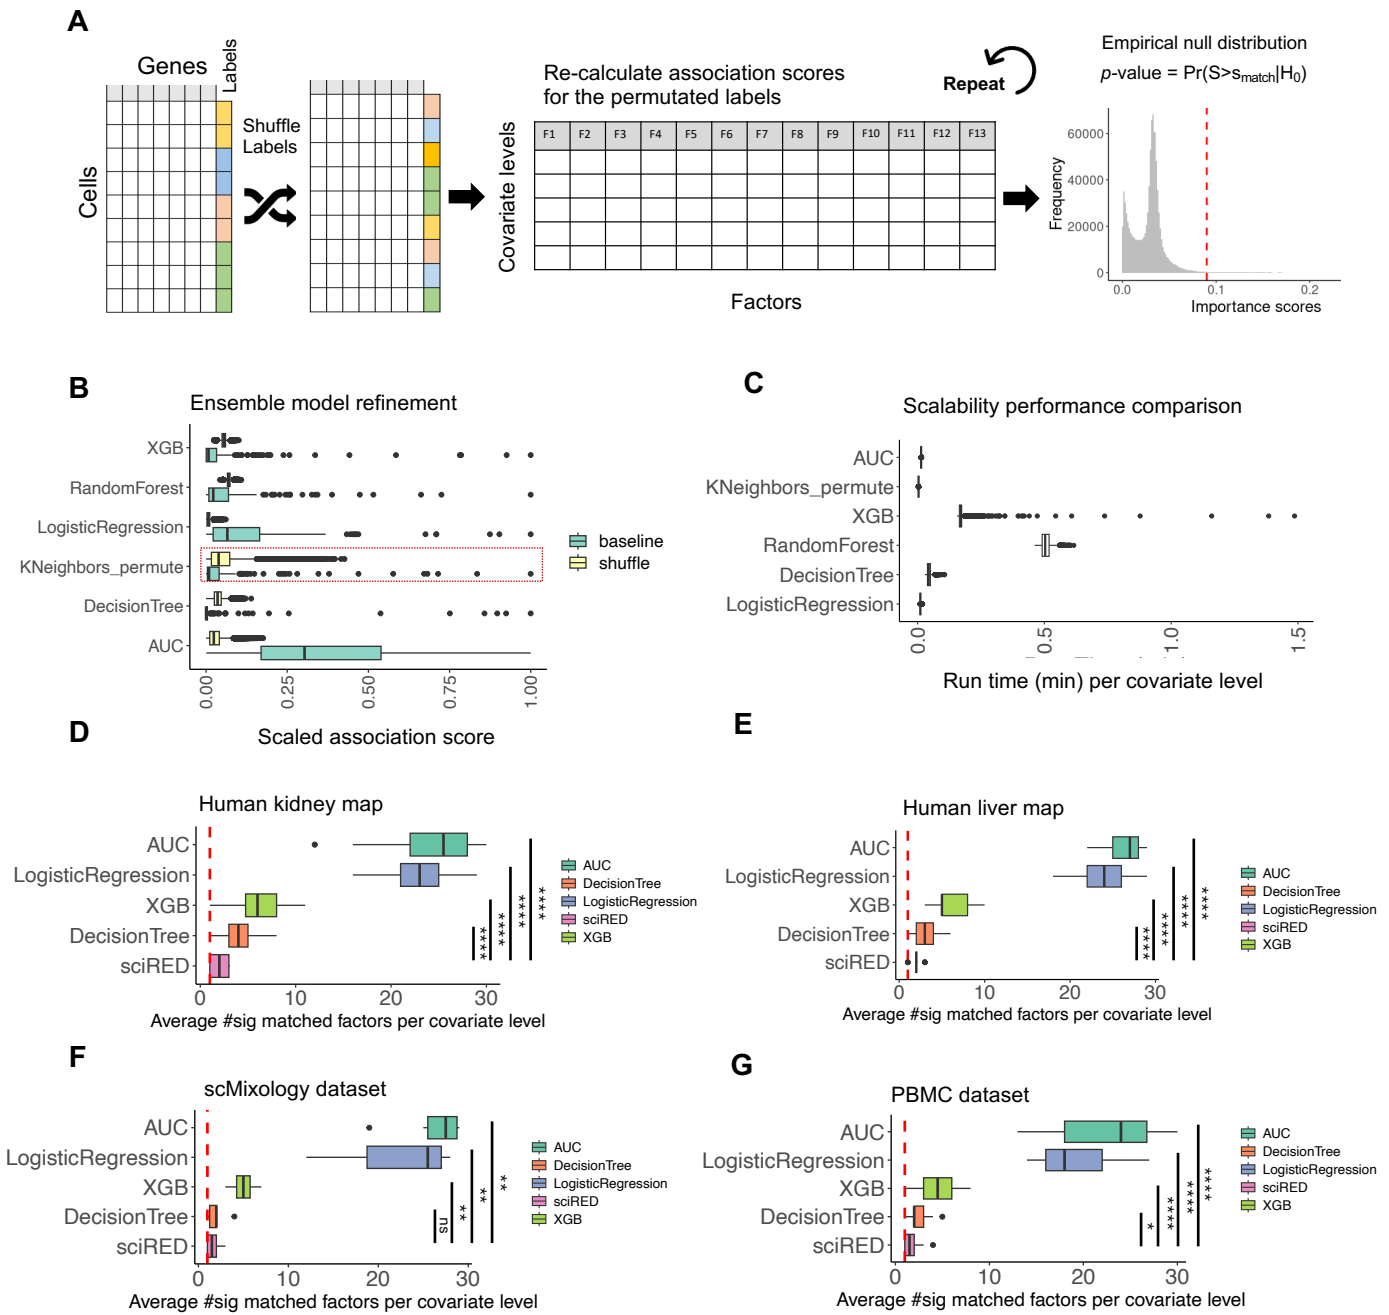 A
Genes
Labels
Cells
Shuffle
Labels
Re-calculate association scores
for the permutated labels
Covariate levels
F1 F2 F3 F4 F5 F6 F7 F8 F9 F10 F11 F12 F13
Factors
Repeat
Empirical null distribution
p-value = Pr(S>smatch|H0)
Frequency
60000
40000
20000
0
0.0 0.1 0.2
Importance scores
B
Ensemble model refinement
XGB
RandomForest
LogisticRegression
KNeighbors_permute
DecisionTree
AUC
0.00 0.25 0.50 0.75 1.00
Scaled association score
baseline
shuffle
C
Scalability performance comparison
AUC
KNeighbors_permute
XGB
RandomForest
DecisionTree
LogisticRegression
0.0 0.5 1.0 1.5
Run time (min) per covariate level
D
Human kidney map
AUC
LogisticRegression
XGB
DecisionTree
sciRED
0 10 20 30
Average #sig matched factors per covariate level
**** **** **** ****
AUC
DecisionTree
LogisticRegression
sciRED
XGB
E
Human liver map
AUC
LogisticRegression
XGB
DecisionTree
sciRED
0 10 20 30
Average #sig matched factors per covariate level
**** **** **** ****
AUC
DecisionTree
LogisticRegression
sciRED
XGB
F
scMixology dataset
AUC
LogisticRegression
XGB
DecisionTree
sciRED
0 10 20 30
Average #sig matched factors per covariate level
ns ** ** **
AUC
DecisionTree
LogisticRegression
sciRED
XGB
G
PBMC dataset
AUC
LogisticRegression
XGB
DecisionTree
sciRED
0 10 20 30
Average #sig matched factors per covariate level
* **** **** ****
AUC
DecisionTree
LogisticRegression
sciRED
XGB